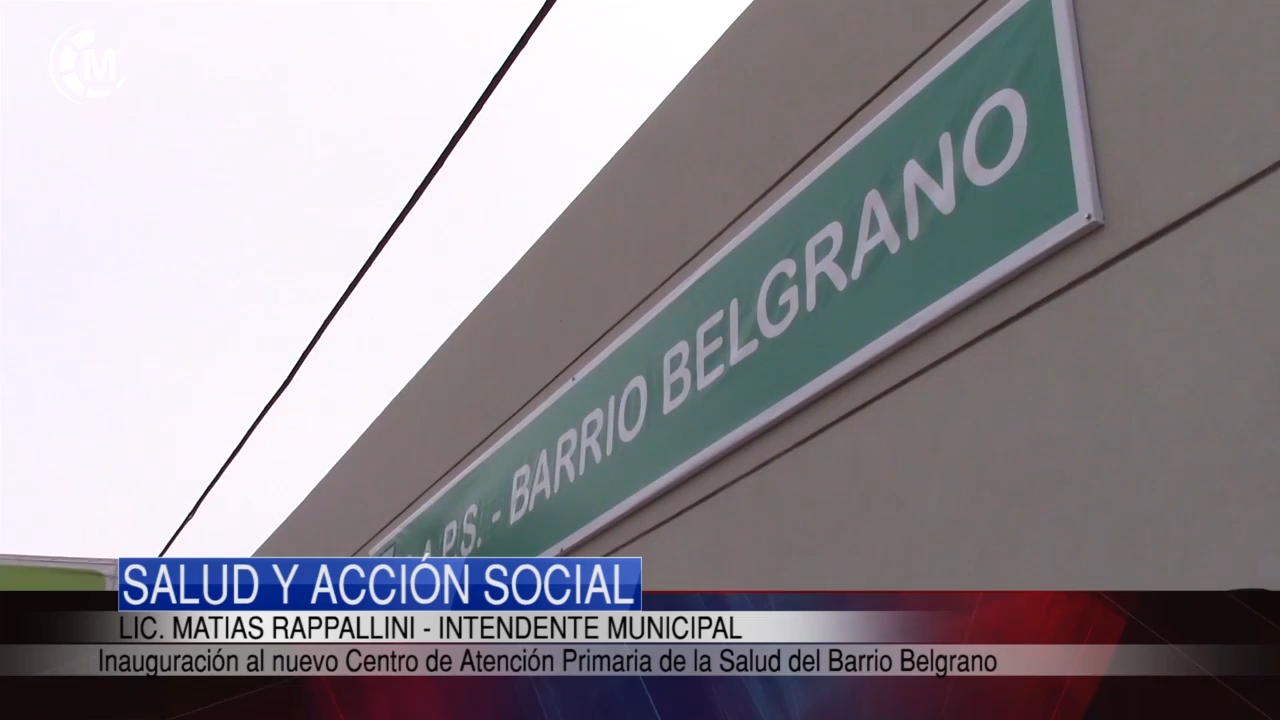 M
BARRIO BELGRANO
SALUD Y ACCIÓN SOCIAL
LIC. MATIAS RAPPALLINI - INTENDENTE MUNICIPAL
Inauguración al nuevo Centro de Atención Primaria de la Salud del Barrio Belgrano